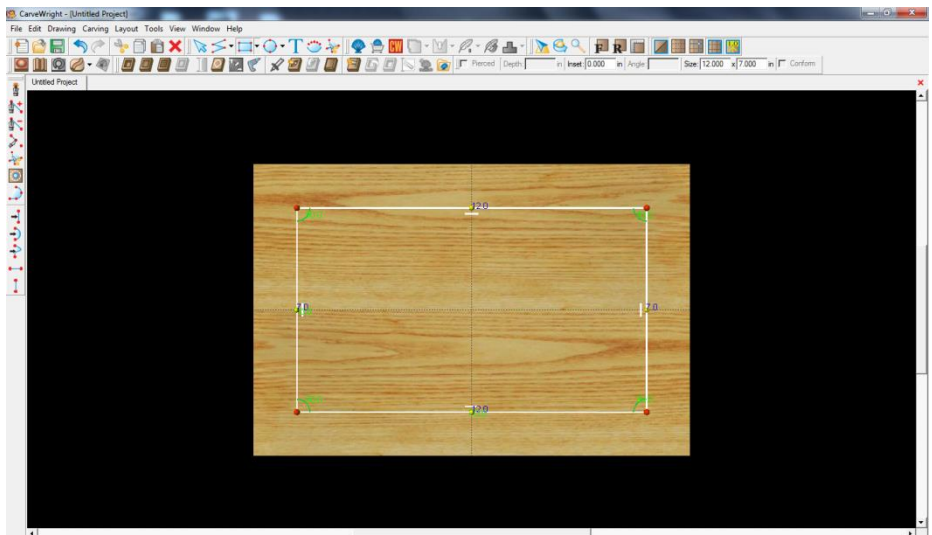 CarveWright - [Untitled Project]
File Edit Drawing Carving Layout Tools View Window Help
T CW F R
Pierced Depth: in Inset: 0.000 in Angle: Size: 12.000 x 7.000 in Conform
Untitled Project
12.0
7.0 7.0
12.0